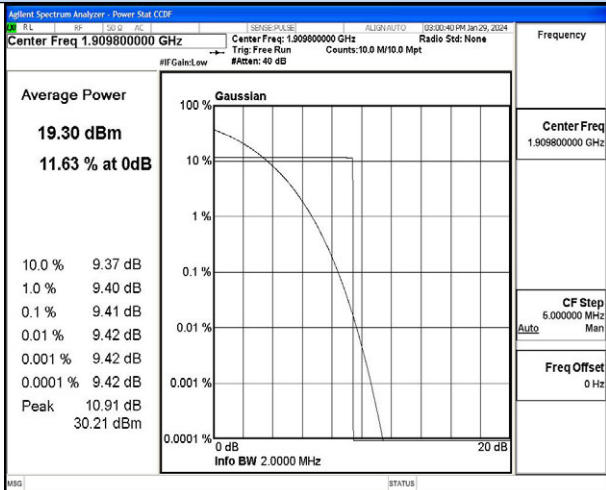 Agilent Spectrum Analyzer - Power Stat CCDF
RL RF 50 Ω AC SENSE:PULSE ALIGN AUTO 03:00:40 PM Jan 29, 2024
Center Freq 1.909800000 GHz
Center Freq: 1.909800000 GHz Radio Std: None
Trig: Free Run Counts:10.0 M/10.0 Mpt
#IFGain:Low #Atten: 40 dB
Frequency
Average Power
19.30 dBm
11.63 % at 0dB
10.0 % 9.37 dB
1.0 % 9.40 dB
0.1 % 9.41 dB
0.01 % 9.42 dB
0.001 % 9.42 dB
0.0001 % 9.42 dB
Peak 10.91 dB
30.21 dBm
Gaussian
100 %
10 %
1 %
0.1 %
0.01 %
0.001 %
0.0001 %
0 dB 20 dB
Info BW 2.0000 MHz
Center Freq
1.909800000 GHz
CF Step
6.000000 MHz
Auto Man
Freq Offset
0 Hz
MSG STATUS